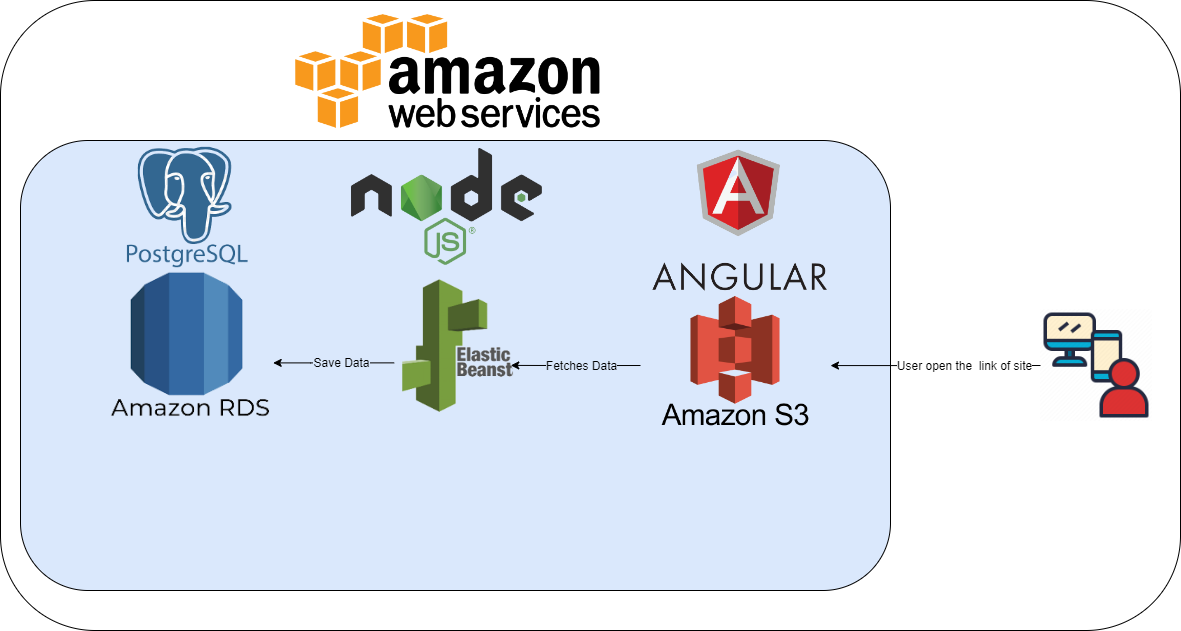 amazon
web services
PostgreSQL
node
JS
®
ANGULAR
Elastic
Beanst
Save Data
Fetches Data
User open the  link of site
Amazon RDS
Amazon S3